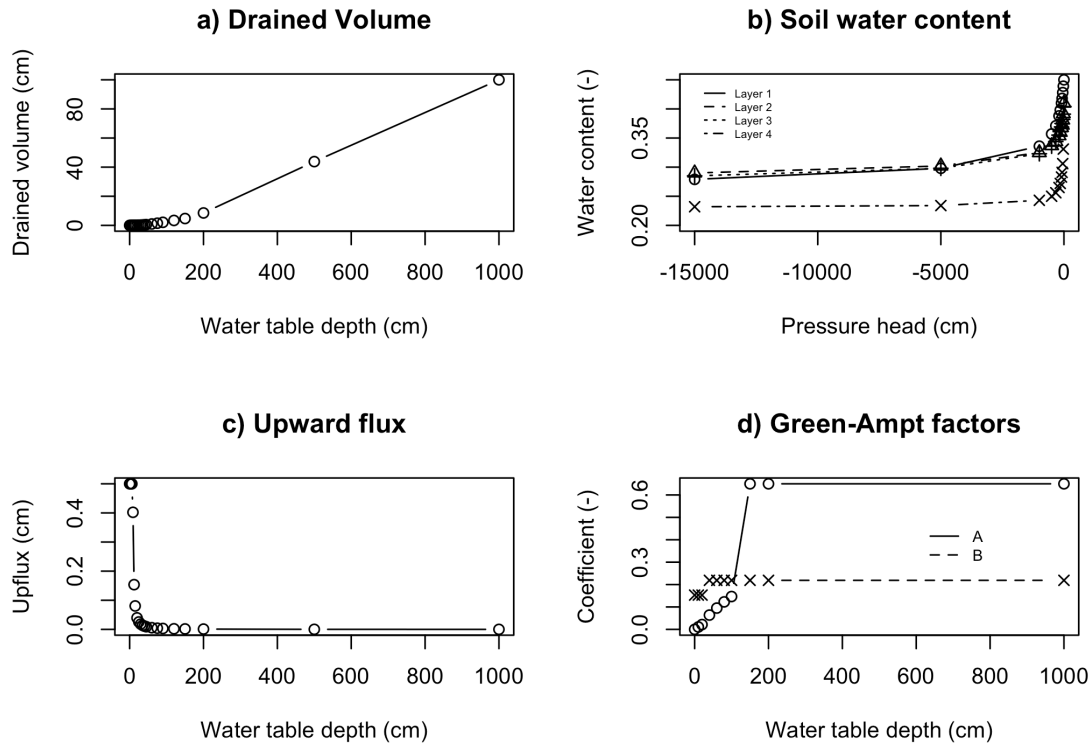 a) Drained Volume
Drained volume (cm)
80
40
0
0 200 400 600 800 1000
Water table depth (cm)
b) Soil water content
Water content (-)
0.35
0.20
Layer 1
Layer 2
Layer 3
Layer 4
-15000 -10000 -5000 0
Pressure head (cm)
c) Upward flux
Upflux (cm)
0.4
0.2
0.0
0 200 400 600 800 1000
Water table depth (cm)
d) Green-Ampt factors
Coefficient (-)
0.6
0.3
0.0
A
B
0 200 400 600 800 1000
Water table depth (cm)